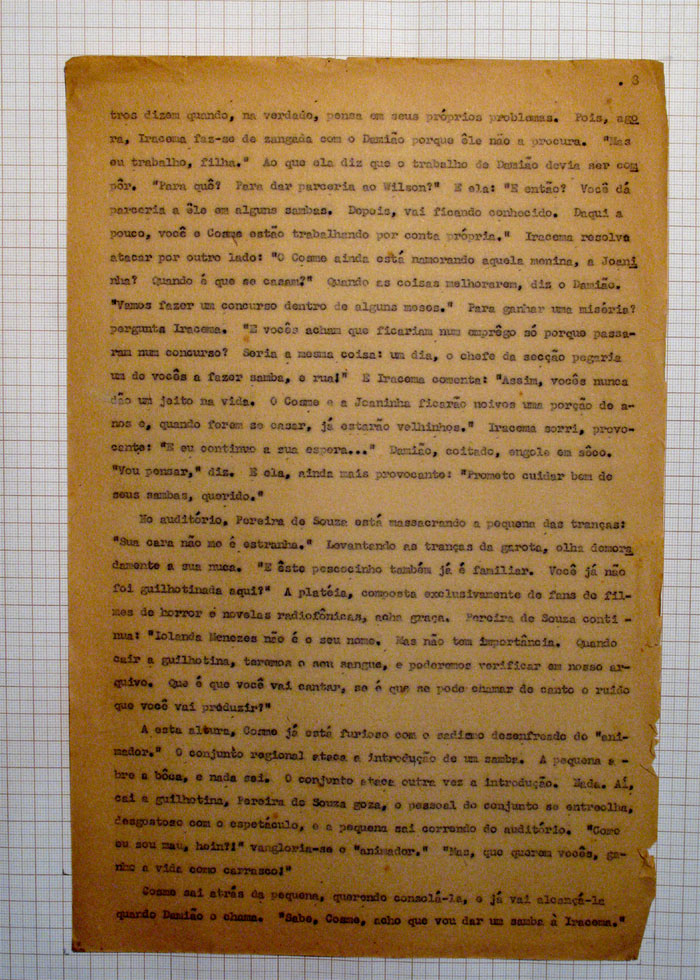 . 8
tros dizem quando, na verdade, pensa em seus próprios problemas. Pois, ago
ra, Iracema faz-se de zangada com o Damião porque êle não a procura. "Mas
eu trabalho, filha." Ao que ela diz que o trabalho de Damião devia ser com
pôr. "Para quê? Para dar parceria ao Wilson?" E ela: "E então? Você dá
parceria a êle em alguns sambas. Depois, vai ficando conhecido. Daqui a
pouco, você e Cosme estão trabalhando por conta própria." Iracema resolve
atacar por outro lado: "O Cosme ainda está namorando aquela menina, a Joani
nha? Quando é que se casam?" Quando as coisas melhorarem, diz o Damião.
"Vamos fazer um concurso dentro de alguns meses." Para ganhar uma miséria?
pergunta Iracema. "E vocês acham que ficariam num emprêgo só porque passa-
ram num concurso? Seria a mesma coisa: um dia, o chefe da secção pegaria
um de vocês a fazer samba, e rua!" E Iracema comenta: "Assim, vocês nunca
dão um jeito na vida. O Cosme e a Joaninha ficarão noivos uma porção de a-
nos e, quando forem se casar, já estarão velhinhos." Iracema sorri, provo-
cante: "E eu continuo a sua espera..." Damião, coitado, engole em sêco.
"Vou pensar," diz. E ela, ainda mais provocante: "Prometo cuidar bem de
seus sambas, querido."
No auditório, Pereira de Souza está massacrando a pequena das tranças:
"Sua cara não me é estranha." Levantando as tranças da garota, olha demora
damente a sua nuca. "E êste pescocinho também já é familiar. Você já não
foi guilhotinada aqui?" A platéia, composta exclusivamente de fans de fil-
mes de horror e novelas radiofônicas, acha graça. Pereira de Souza conti -
nua: "Iolanda Menezes não é o seu nome. Mas não tem importância. Quando
cair a guilhotina, teremos o seu sangue, e poderemos verificar em nosso ar-
quivo. Que é que você vai cantar, se é que se pode chamar de canto o ruído
que você vai produzir?"
A esta altura, Cosme já está furioso com o sadismo desenfreado do "ani-
mador." O conjunto regional ataca a introdução de um samba. A pequena a -
bre a bôca, e nada sai. O conjunto ataca outra vez a introdução. Nada. Aí,
cai a guilhotina, Pereira de Souza goza, o pessoal do conjunto se entreolha,
desgostoso com o espetáculo, e a pequena sai correndo do auditório. "Como
eu sou mau, hein?!" vangloria-se o "animador." "Mas, que querem vocês, ga-
nho a vida como carrasco!"
Cosme sai atrás da pequena, querendo consolá-la, e já vai alcançá-la
quando Damião o chama. "Sabe, Cosme, acho que vou dar um samba à Iracema."